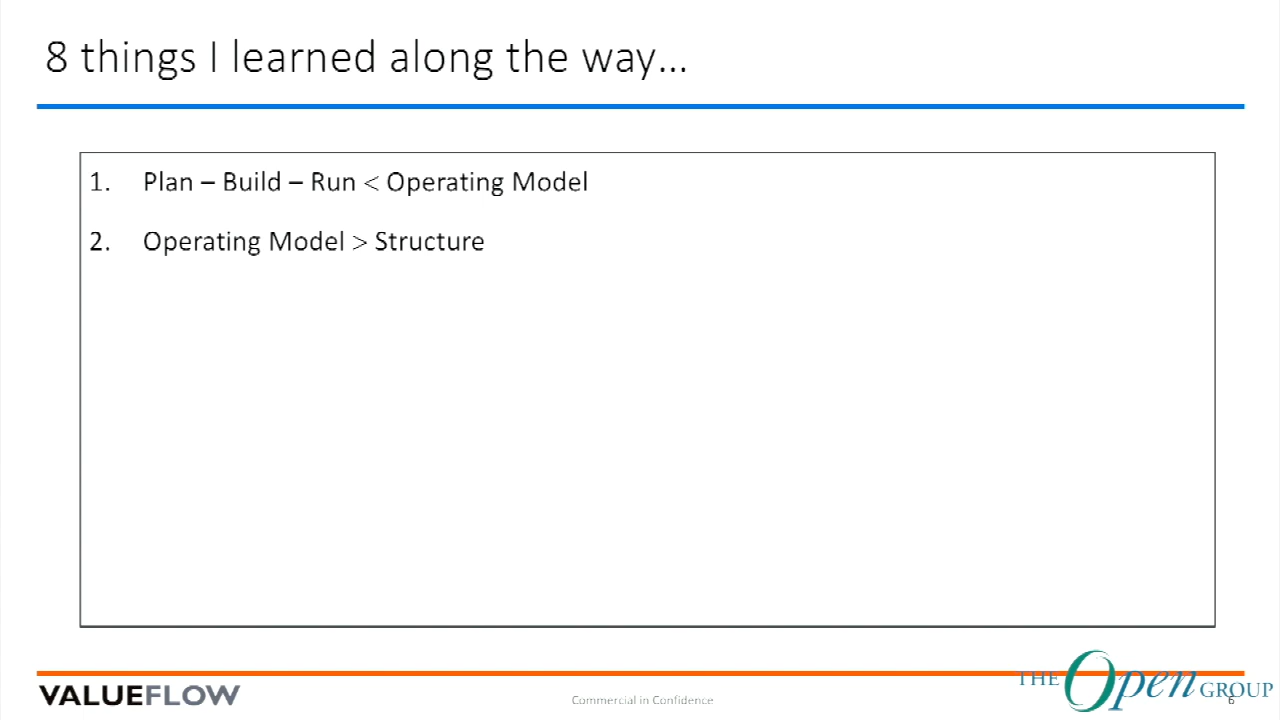 8 things I learned along the way...
1. Plan – Build – Run < Operating Model
2. Operating Model > Structure
VALUEFLOW
Commercial in Confidence
THE Open GROUP
6